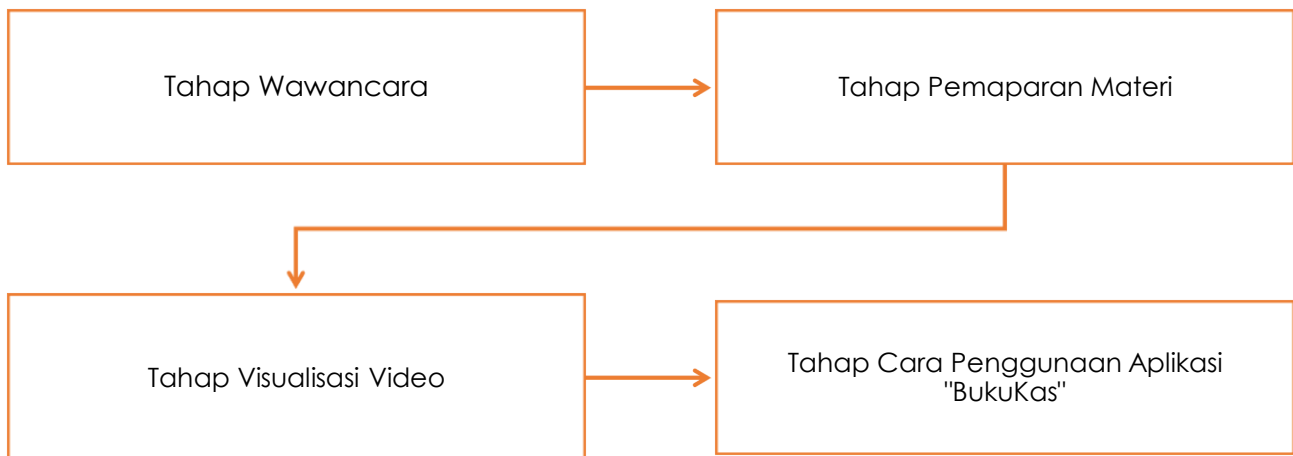 Tahap Wawancara
Tahap Pemaparan Materi
Tahap Visualisasi Video
Tahap Cara Penggunaan Aplikasi
"BukuKas"